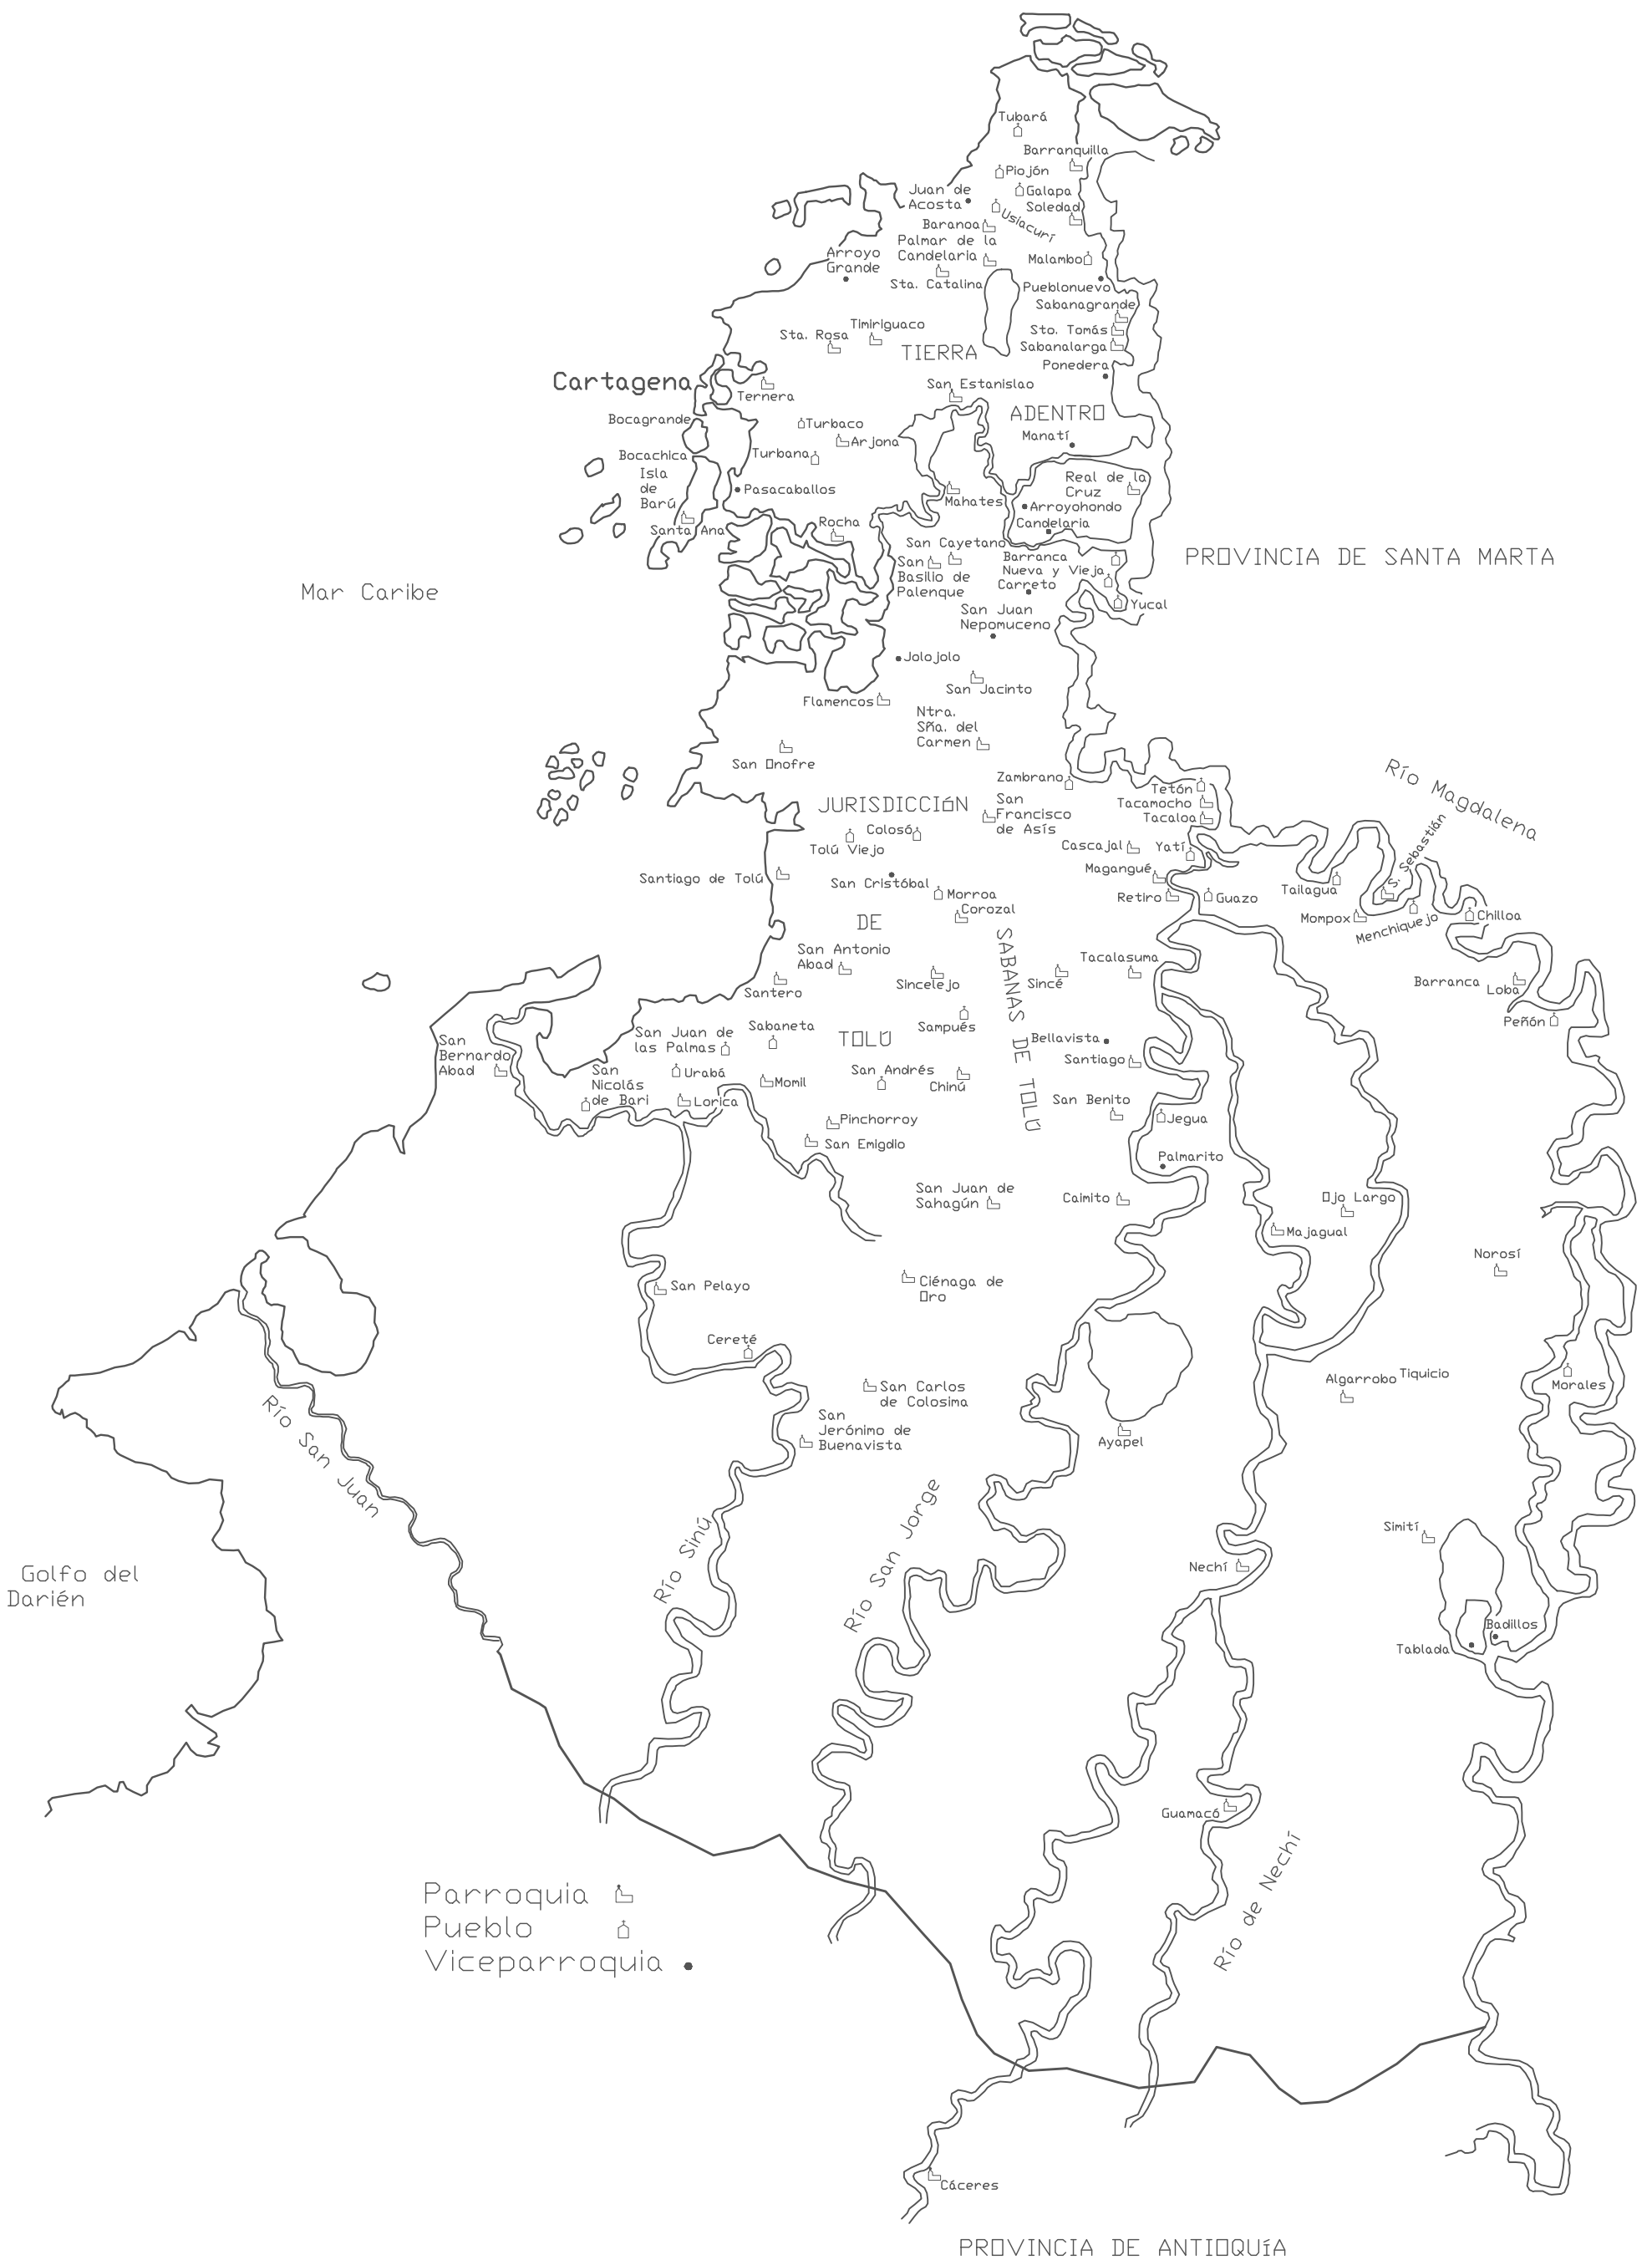 Tubará
Barranquilla
Piojón
Galapa
Juan de
Acosta
Soledad
Usiacurí
Baranoa
Palmar de la
Candelaria
Malambo
Arroyo
Grande
Sta. Catalina
Pueblonuevo
Sabanagrande
Timiriguaco
Sta. Rosa
Sto. Tomás
Sabanalarga
TIERRA
Ponedera
Cartagena
Ternera
San Estanislao
ADENTRO
Bocagrande
Turbaco
Arjona
Manatí
Bocachica
Turbana
Isla
de
Barú
Real de la
Cruz
Pasacaballos
Mahates
Arroyohondo
Santa Ana
Rocha
Candelaria
San Cayetano
PROVINCIA DE SANTA MARTA
Barranca
Nueva y Vieja
San
Basilio de
Palenque
Carreto
Mar Caribe
Yucal
San Juan
Nepomuceno
Jolojolo
San Jacinto
Flamencos
Ntra.
Sña. del
Carmen
San Onofre
Zambrano
Río Magdalena
Tetón
Tacamocho
Tacaloa
JURISDICCIóN
San
Francisco
de Asís
Colosó
Tolú Viejo
Cascajal
Yatí
S. Sebastián
Magangué
Santiago de Tolú
San Cristóbal
Morroa
Retiro
Guazo
Tailagua
Corozal
Mompox
Menchiquejo
Chilloa
DE
SABANAS DE TOLÚ
San Antonio
Abad
Tacalasuma
Santero
Sincelejo
Sincé
Barranca
Loba
Peñón
Sampués
San Juan de
las Palmas
Sabaneta
TOLÚ
Bellavista
San
Bernardo
Abad
Santiago
San
Nicolás
de Bari
Urabá
Momil
San Andrés
Chinú
Lorica
San Benito
Pinchorroy
Jegua
San Emigdio
Palmarito
San Juan de
Sahagún
Caimito
Ojo Largo
Majagual
Norosí
San Pelayo
Ciénaga de
Oro
Cereté
San Carlos
de Colosima
Algarrobo
Tiquicio
Morales
Río San Juan
San
Jerónimo de
Buenavista
Ayapel
Río Sinú
Río San Jorge
Simití
Golfo del
Darién
Nechí
Badillos
Tablada
Guamacó
Río de Nechí
Parroquia
Pueblo
Viceparroquia
Cáceres
PROVINCIA DE ANTIOQUíA